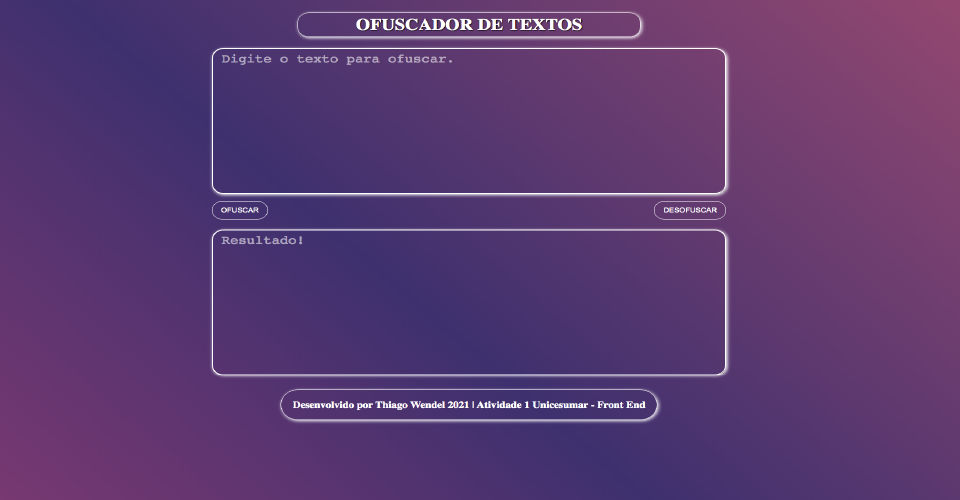 OFUSCADOR DE TEXTOS
Digite o texto para ofuscar.
OFUSCAR
DESOFUSCAR
Resultado!
Desenvolvido por Thiago Wendel 2021 | Atividade 1 Unicesumar - Front End